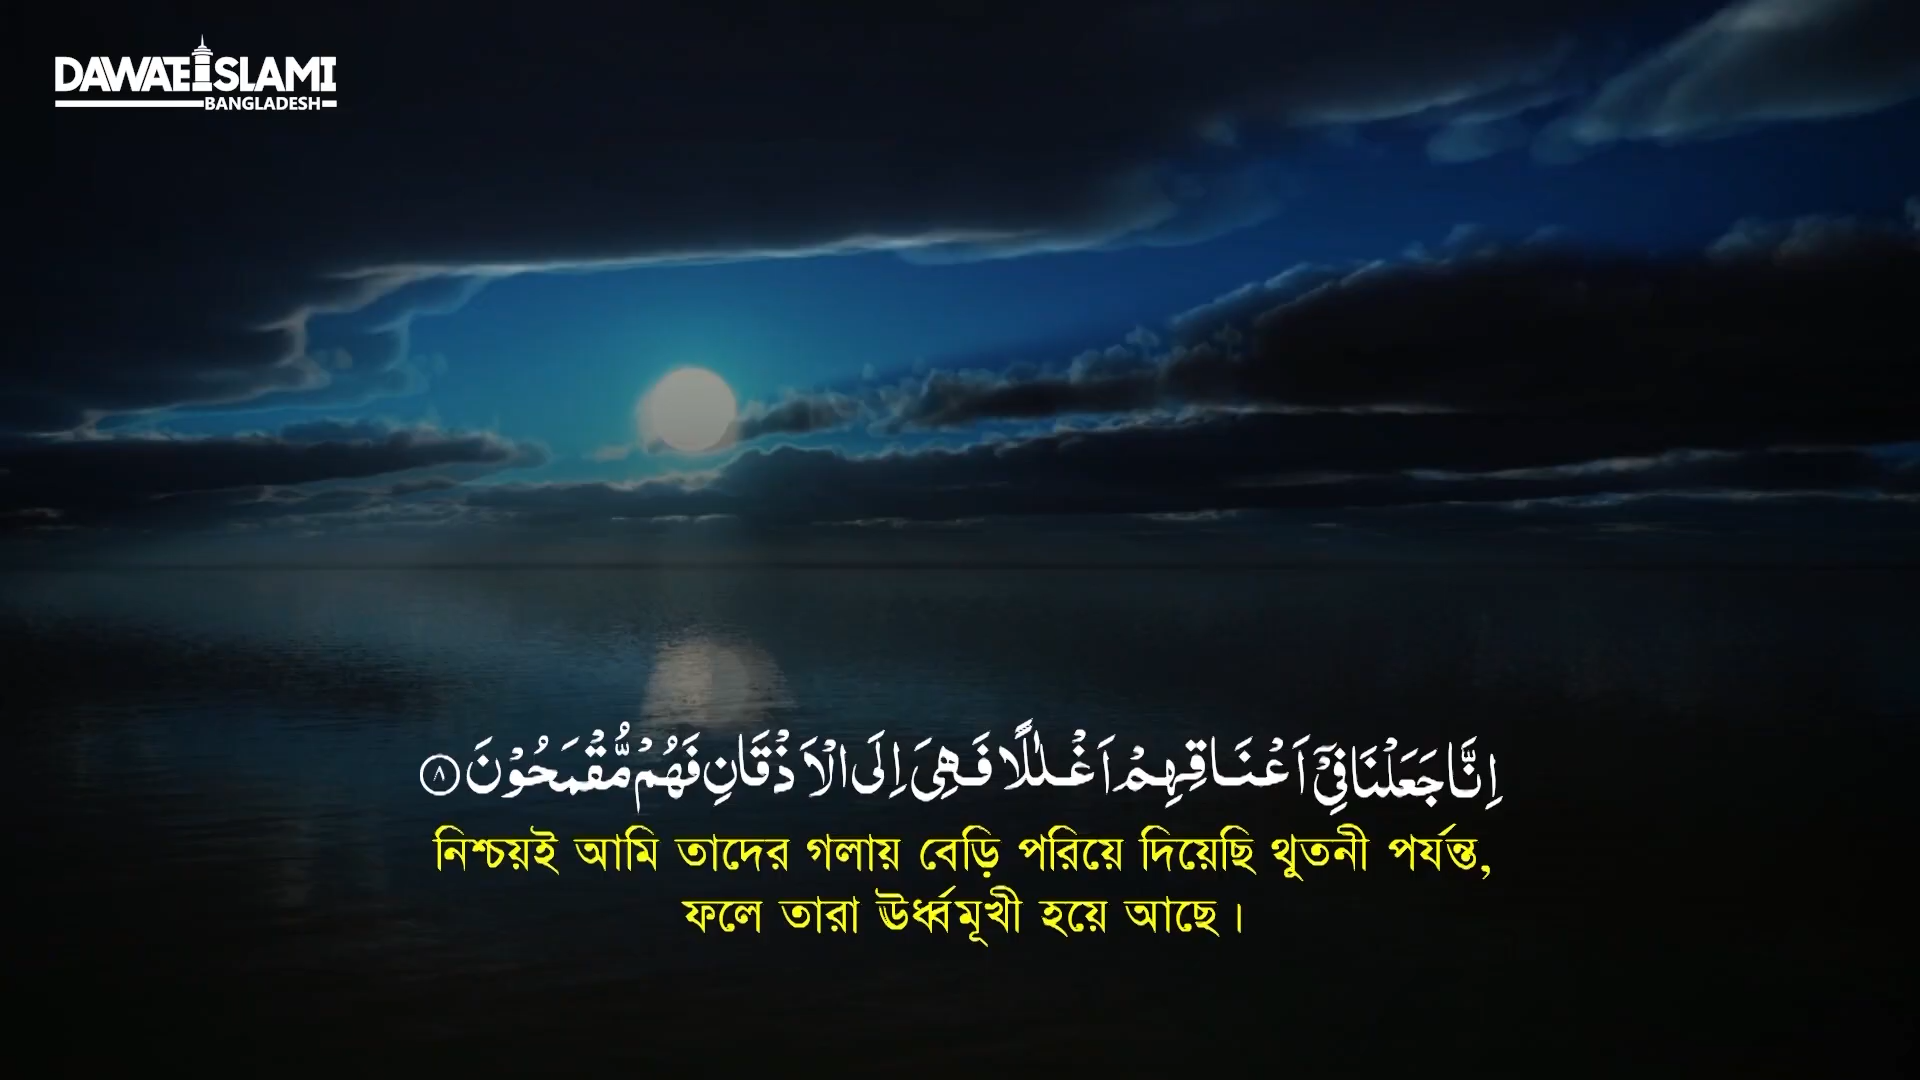 DAWATEISLAMI
BANGLADESH
اِنَّا جَعَلْنَا فِیْۤ اَعْنَاقِهِمْ اَغْلٰلًا فَهِیَ اِلَى الْاَذْقَانِ فَهُمْ مُّقْمَحُوْنَ ۸
নিশ্চয়ই আমি তাদের গলায় বেড়ি পরিয়ে দিয়েছি থুতনী পর্যন্ত,
ফলে তারা ঊর্ধ্বমূখী হয়ে আছে।